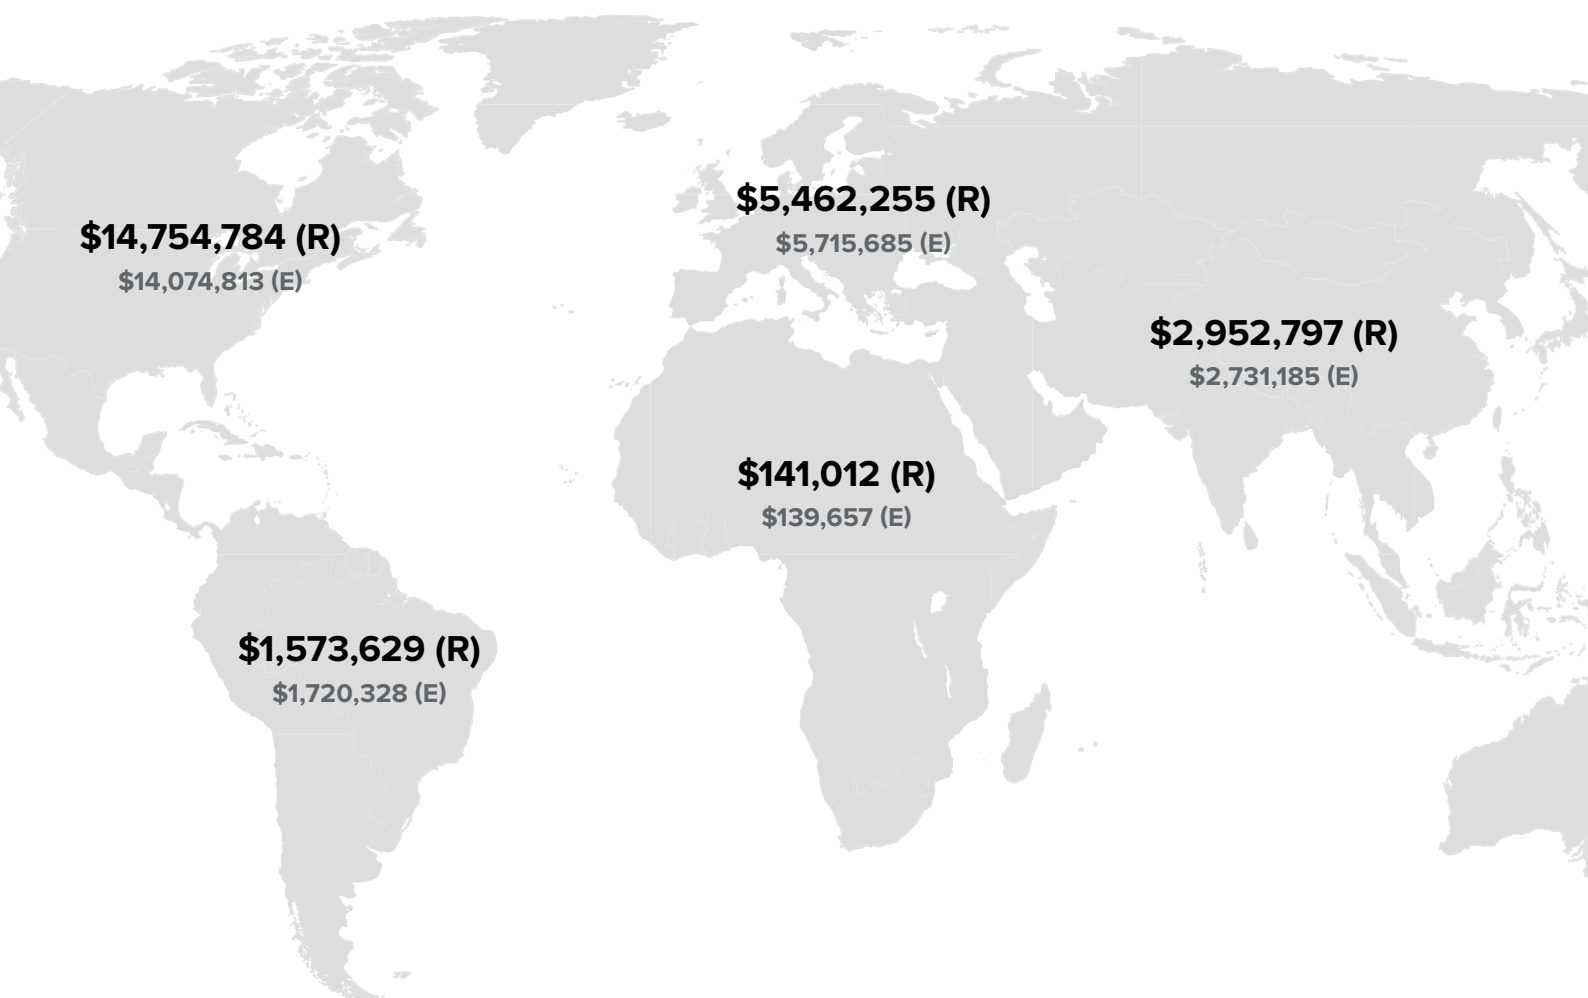 $14,754,784 (R)
$14,074,813 (E)
$5,462,255 (R)
$5,715,685 (E)
$2,952,797 (R)
$2,731,185 (E)
$141,012 (R)
$139,657 (E)
$1,573,629 (R)
$1,720,328 (E)